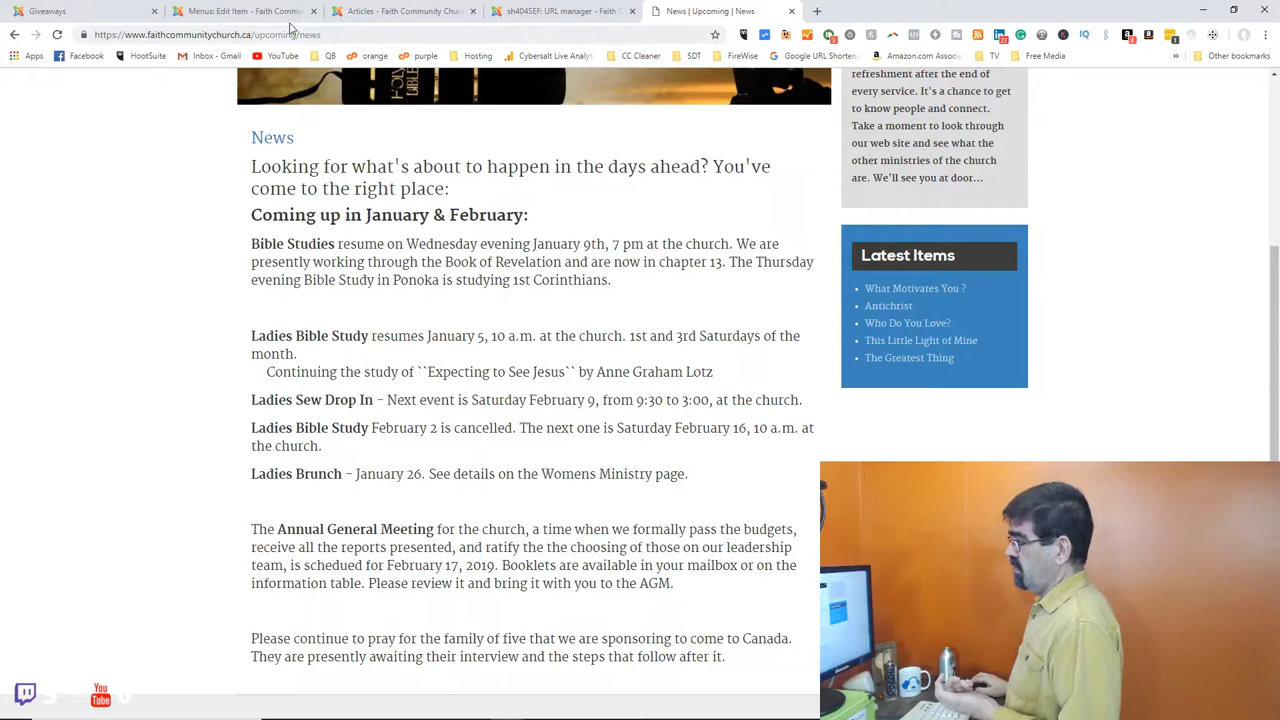 Giveaways
Menus: Edit Item - Faith Commu
Articles - Faith Community Churc
sh404SEF: URL manager - Faith C
News | Upcoming | News
https://www.faithcommunitychurch.ca/upcoming/news
Apps
Facebook
HootSuite
Inbox - Gmail
YouTube
QB
orange
purple
Hosting
Cybersalt Live Analy
CC Cleaner
SDT
FireWise
Google URL Shortene
Amazon.com Associ
TV
Free Media
»
Other bookmarks
HOLY
BIBLE
refreshment after the end of
every service. It's a chance to get
to know people and connect.
Take a moment to look through
our web site and see what the
other ministries of the church
are. We'll see you at door...
News
Looking for what's about to happen in the days ahead? You've
come to the right place:
Coming up in January & February:
Bible Studies resume on Wednesday evening January 9th, 7 pm at the church. We are
presently working through the Book of Revelation and are now in chapter 13. The Thursday
evening Bible Study in Ponoka is studying 1st Corinthians.
Ladies Bible Study resumes January 5, 10 a.m. at the church. 1st and 3rd Saturdays of the
month.
Continuing the study of ``Expecting to See Jesus`` by Anne Graham Lotz
Ladies Sew Drop In - Next event is Saturday February 9, from 9:30 to 3:00, at the church.
Ladies Bible Study February 2 is cancelled. The next one is Saturday February 16, 10 a.m. at
the church.
Ladies Brunch - January 26. See details on the Womens Ministry page.
The Annual General Meeting for the church, a time when we formally pass the budgets,
receive all the reports presented, and ratify the the choosing of those on our leadership
team, is schedued for February 17, 2019. Booklets are available in your mailbox or on the
information table. Please review it and bring it with you to the AGM.
Please continue to pray for the family of five that we are sponsoring to come to Canada.
They are presently awaiting their interview and the steps that follow after it.
Latest Items
What Motivates You ?
Antichrist
Who Do You Love?
This Little Light of Mine
The Greatest Thing
You
Tube